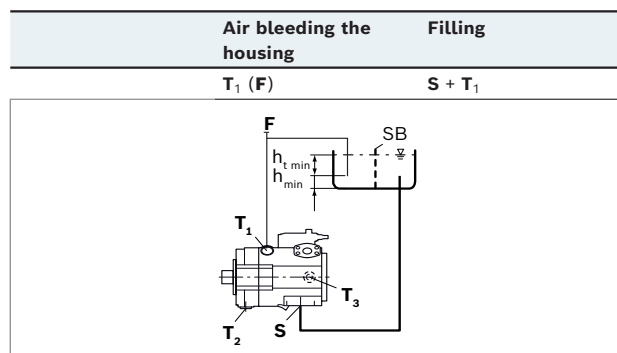 Air bleeding the housing Filling
T₁ (F) S + T₁
F
SB
hₜ ₘᵢₙ
hₘᵢₙ
T₁
T₃
T₂
S